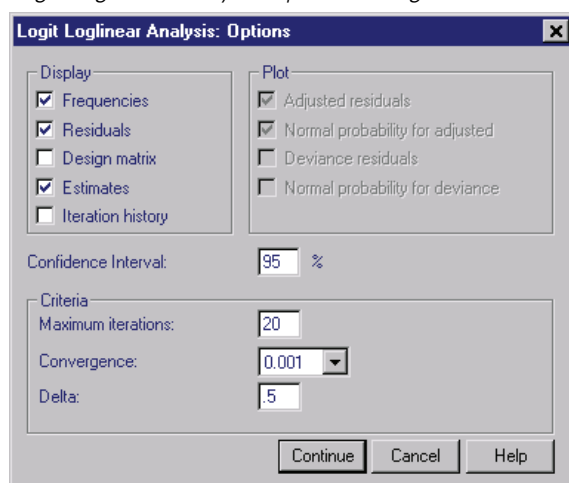 Logit Loglinear Analysis: Options
Display
Frequencies
Residuals
Design matrix
Estimates
Iteration history
Plot
Adjusted residuals
Normal probability for adjusted
Deviance residuals
Normal probability for deviance
Confidence Interval: 95 %
Criteria
Maximum iterations: 20
Convergence: 0.001
Delta: .5
Continue Cancel Help